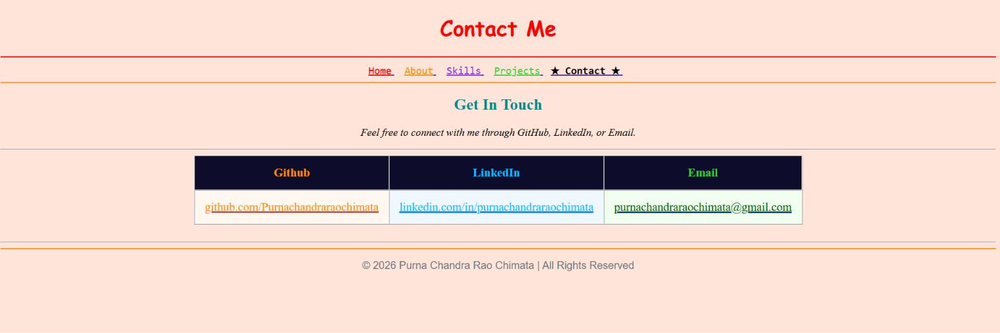 Contact Me
Home About Skills Projects ★ Contact ★
Get In Touch
Feel free to connect with me through GitHub, LinkedIn, or Email.
Github LinkedIn Email
github.com/Purnachandraraochimata linkedin.com/in/purnachandraraochimata purnachandraraochimata@gmail.com
© 2026 Purna Chandra Rao Chimata | All Rights Reserved